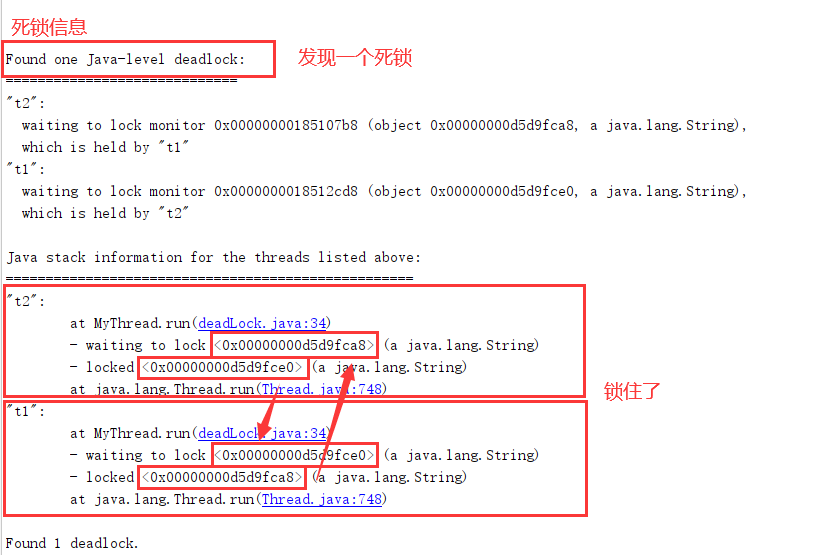 死锁信息
Found one Java-level deadlock:
发现一个死锁
=============================
"t2":
waiting to lock monitor 0x00000000185107b8 (object 0x00000000d5d9fca8, a java.lang.String),
which is held by "t1"
"t1":
waiting to lock monitor 0x0000000018512cd8 (object 0x00000000d5d9fce0, a java.lang.String),
which is held by "t2"
Java stack information for the threads listed above:
===================================================
"t2":
at MyThread.run(deadLock.java:34)
- waiting to lock <0x00000000d5d9fca8> (a java.lang.String)
- locked <0x00000000d5d9fce0> (a java.lang.String)
at java.lang.Thread.run(Thread.java:748)
锁住了
"t1":
at MyThread.run(deadLock.java:34)
- waiting to lock <0x00000000d5d9fce0> (a java.lang.String)
- locked <0x00000000d5d9fca8> (a java.lang.String)
at java.lang.Thread.run(Thread.java:748)
Found 1 deadlock.